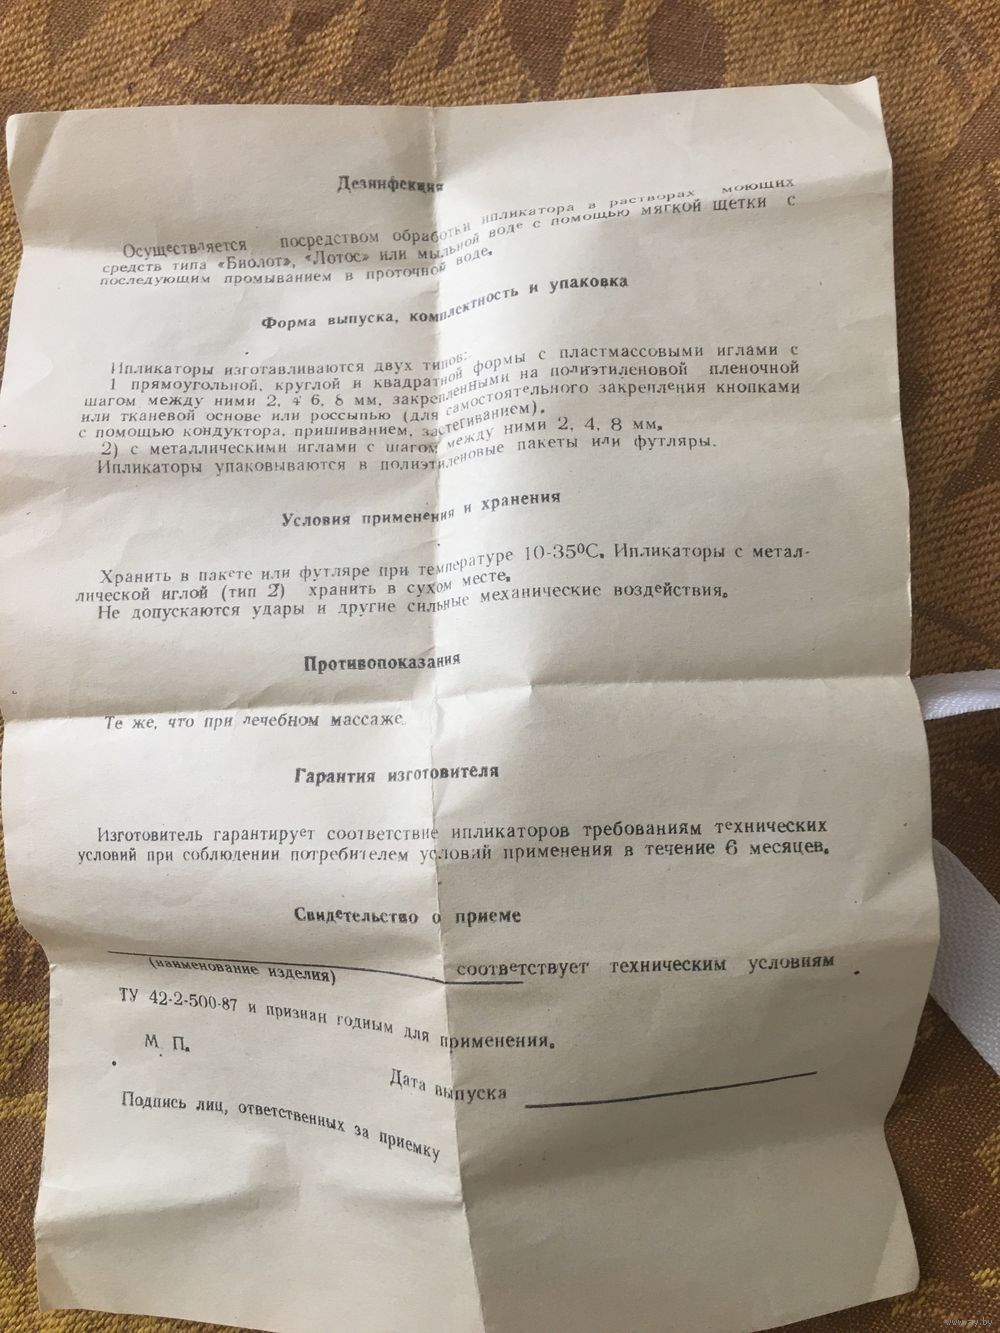 Дезинфекция
Осуществляется посредством обработки ипликатора в растворах моющих
средств типа «Биолот», «Лотос» или мыльной воде с помощью мягкой щетки с
последующим промыванием в проточной воде.
Форма выпуска, комплектность и упаковка
Ипликаторы изготавливаются двух типов:
1 прямоугольной, круглой и квадратной формы с пластмассовыми иглами с
шагом между ними 2, 4 6, 8 мм, закрепленными на полиэтиленовой пленочной
или тканевой основе или россыпью (для самостоятельного закрепления кнопками
с помощью кондуктора, пришиванием, застегиванием).
2) с металлическими иглами с шагом между ними 2, 4, 8 мм.
Ипликаторы упаковываются в полиэтиленовые пакеты или футляры.
Условия применения и хранения
Хранить в пакете или футляре при температуре 10-35⁰С. Ипликаторы с метал-
лической иглой (тип 2) хранить в сухом месте.
Не допускаются удары и другие сильные механические воздействия.
Противопоказания
Те же, что при лечебном массаже.
Гарантия изготовителя
Изготовитель гарантирует соответствие ипликаторов требованиям технических
условий при соблюдении потребителем условий применения в течение 6 месяцев.
Свидетельство о приеме
соответствует техническим условиям
(наименование изделия)
ТУ 42-2-500-87 и признан годным для применения.
М. П.
Дата выпуска
Подпись лиц, ответственных за приемку
www.ay.by